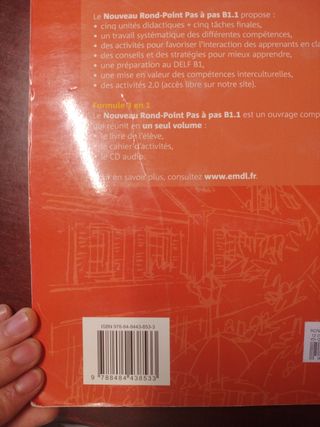 Le Nouveau Rond-Point Pas à pas B1.1 propose :
• cinq unités didactiques + cinq tâches finales,
• un travail systématique des différentes compétences,
• des activités pour favoriser l'interaction des apprenants en cla
• des conseils et des stratégies pour mieux apprendre,
• une préparation au DELF B1,
• une mise en valeur des compétences interculturelles,
• des activités 2.0 (accès libre sur notre site).
Formule 3 en 1
Le Nouveau Rond-Point Pas à pas B1.1 est un ouvrage comp
qui réunit en un seul volume :
• le livre de l'élève,
• le cahier d'activités,
• le CD audio.
Pour en savoir plus, consultez www.emdl.fr.
ISBN 978-84-8443-853-3
9 788484 438533